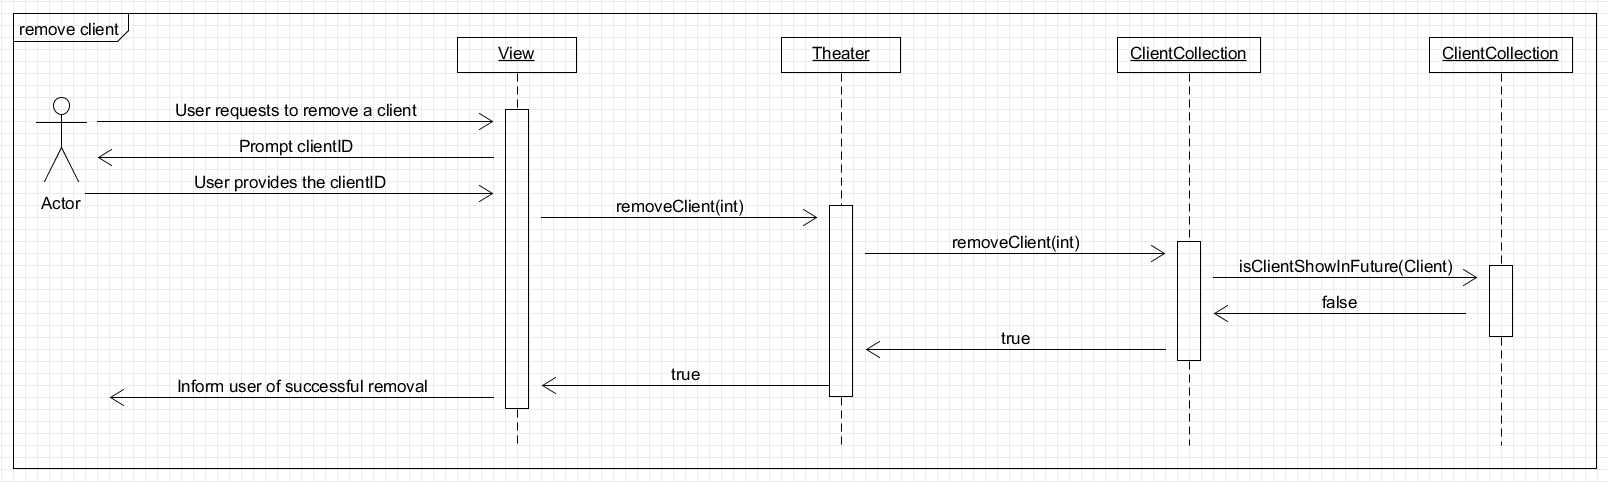 remove client
View
Theater
ClientCollection
ClientCollection
User requests to remove a client
Prompt clientID
User provides the clientID
Actor
removeClient(int)
removeClient(int)
isClientShowInFuture(Client)
false
true
true
Inform user of successful removal